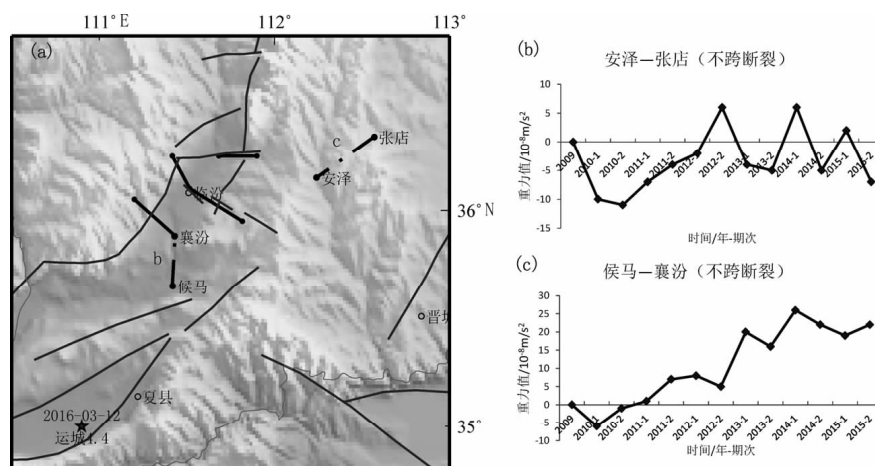 111°E
112°
113°
(a)
张店
c
安泽
临汾
36°N
襄汾
b
候马
晋城
夏县
2016-03-12
运城4.4
35°
(b)
安泽—张店（不跨断裂）
10
5
0
-5
-10
-15
重力值/10⁻⁸m/s²
2009
2010-1
2010-2
2011-1
2011-2
2012-1
2012-2
2013-1
2013-2
2014-1
2014-2
2015-1
2015-2
时间/年-期次
(c)
侯马—襄汾（不跨断裂）
30
25
20
15
10
5
0
-5
-10
重力值/10⁻⁸m/s²
2009
2010-1
2010-2
2011-1
2011-2
2012-1
2012-2
2013-1
2013-2
2014-1
2014-2
2015-1
2015-2
时间/年-期次